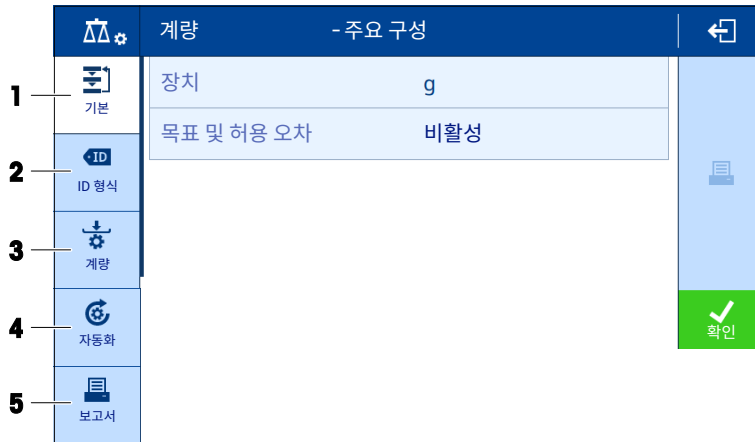 계량 - 주요 구성
1 기본
장치 g
목표 및 허용 오차 비활성
2 ID
ID 형식
3 계량
4 자동화
확인
5 보고서